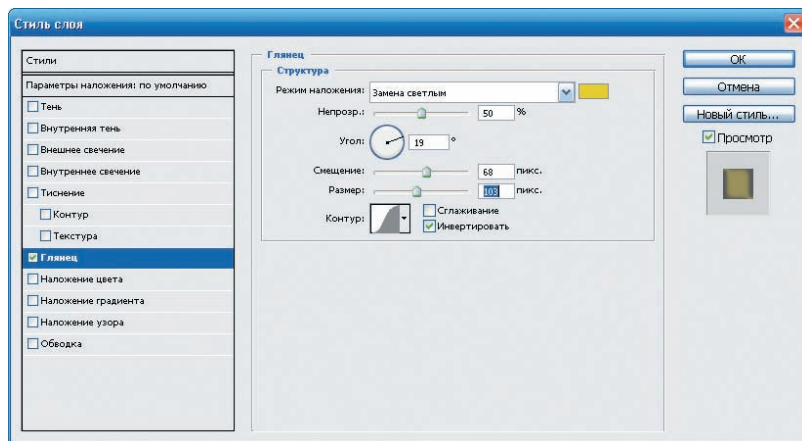 Стиль слоя
Стили
Параметры наложения: по умолчанию
Тень
Внутренняя тень
Внешнее свечение
Внутреннее свечение
Тиснение
Контур
Текстура
Глянец
Наложение цвета
Наложение градиента
Наложение узора
Обводка
Глянец
Структура
Режим наложения: Замена светлым
Непрозр.: 50 %
Угол: 19 °
Смещение: 68 пикс.
Размер: 103 пикс.
Контур: Сглаживание
Инвертировать
ОК
Отмена
Новый стиль...
Просмотр